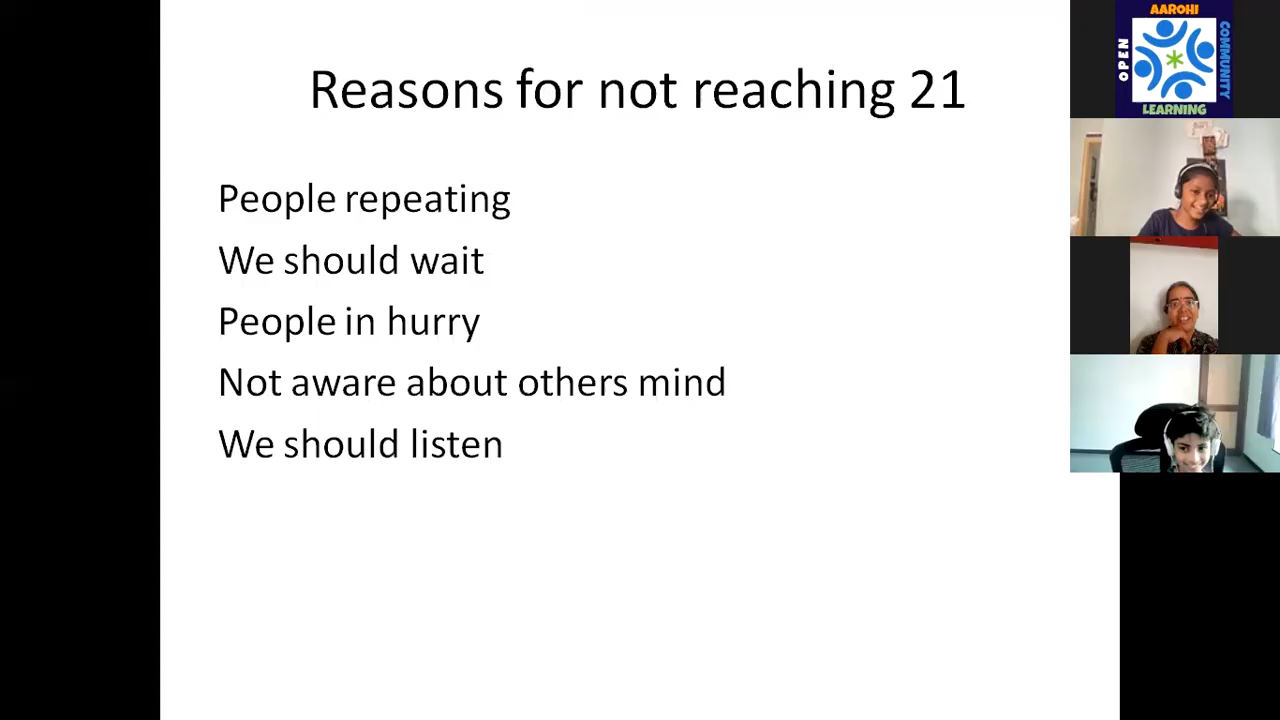 Reasons for not reaching 21
People repeating
We should wait
People in hurry
Not aware about others mind
We should listen
AAROHI
OPEN
COMMUNITY
LEARNING